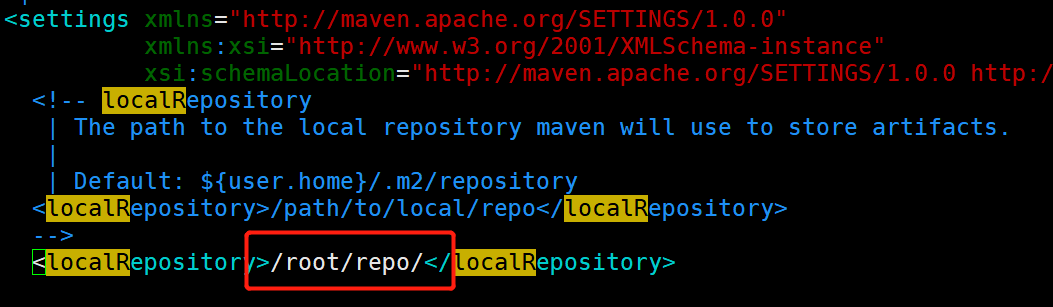 <settings xmlns="http://maven.apache.org/SETTINGS/1.0.0"
xmlns:xsi="http://www.w3.org/2001/XMLSchema-instance"
xsi:schemaLocation="http://maven.apache.org/SETTINGS/1.0.0 http:/
<!-- localRepository
| The path to the local repository maven will use to store artifacts.
|
| Default: ${user.home}/.m2/repository
<localRepository>/path/to/local/repo</localRepository>
-->
<localRepository>/root/repo/</localRepository>